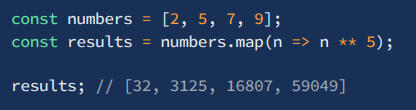 const numbers = [2, 5, 7, 9];
const results = numbers.map(n => n ** 5);
results; // [32, 3125, 16807, 59049]